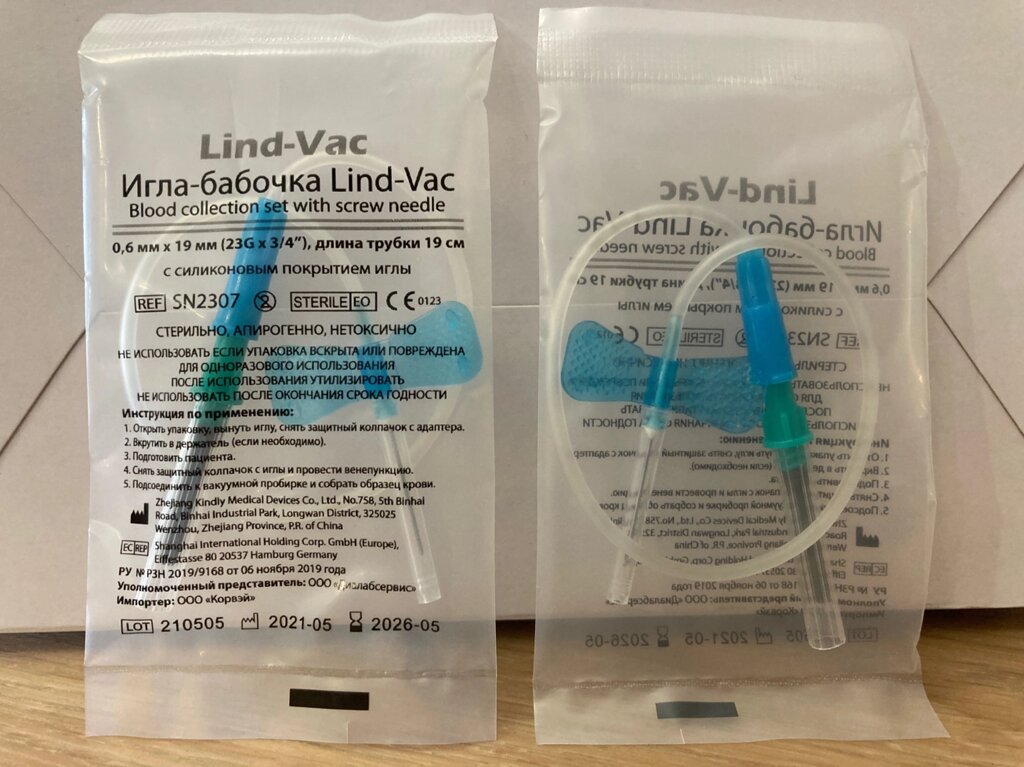 Lind-Vac
Игла-бабочка Lind-Vac
Blood collection set with screw needle
0,6 мм x 19 мм (23G x 3/4”), длина трубки 19 см
с силиконовым покрытием иглы
REF SN2307 2 STERILE EO CE 0123
СТЕРИЛЬНО, АПИРОГЕННО, НЕТОКСИЧНО
НЕ ИСПОЛЬЗОВАТЬ ЕСЛИ УПАКОВКА ВСКРЫТА ИЛИ ПОВРЕЖДЕНА
ДЛЯ ОДНОРАЗОВОГО ИСПОЛЬЗОВАНИЯ
ПОСЛЕ ИСПОЛЬЗОВАНИЯ УТИЛИЗИРОВАТЬ
НЕ ИСПОЛЬЗОВАТЬ ПОСЛЕ ОКОНЧАНИЯ СРОКА ГОДНОСТИ
Инструкция по применению:
1. Открыть упаковку, вынуть иглу, снять защитный колпачок с адаптера.
2. Вкрутить в держатель (если необходимо).
3. Подготовить пациента.
4. Снять защитный колпачок с иглы и провести венепункцию.
5. Подсоединить к вакуумной пробирке и собрать образец крови.
Zhejiang Kindly Medical Devices Co., Ltd., No.758, 5th Binhai
Road, Binhai Industrial Park, Longwan District, 325025
Wenzhou, Zhejiang Province, P.R. of China
EC REP Shanghai International Holding Corp. GmbH (Europe),
Eiffestasse 80 20537 Hamburg Germany
РУ № РЗН 2019/9168 от 06 ноября 2019 года
Уполномоченный представитель: ООО «Диалабсервис»
Импортер: ООО «Корвэй»
LOT 210505 2021-05 2026-05
Lind-Vac